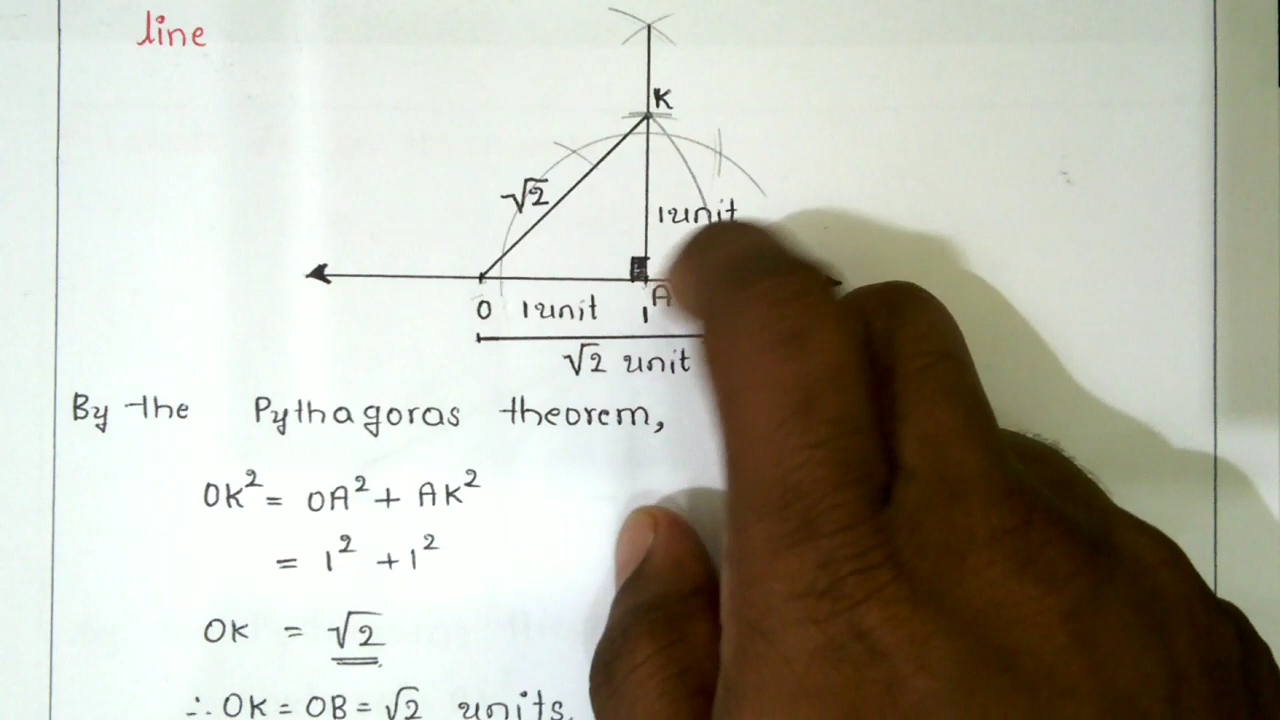 line
K
√2
1unit
O 1unit 1 A
√2 unit
By the Pythagoras theorem,
OK² = OA² + AK²
= 1² + 1²
OK = √2
∴ OK = OB = √2 units.